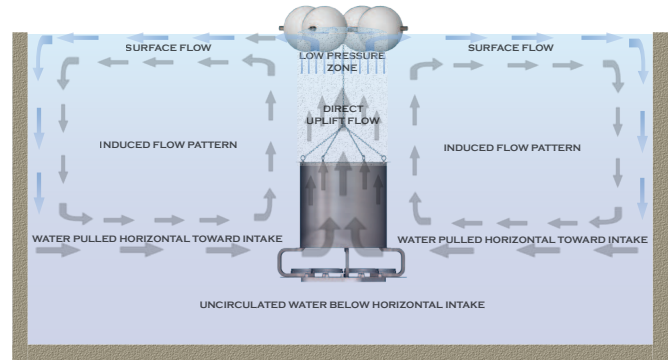 SURFACE FLOW
LOW PRESSURE
ZONE
SURFACE FLOW
DIRECT
UPLIFT FLOW
INDUCED FLOW PATTERN
INDUCED FLOW PATTERN
WATER PULLED HORIZONTAL TOWARD INTAKE
WATER PULLED HORIZONTAL TOWARD INTAKE
UNCIRCULATED WATER BELOW HORIZONTAL INTAKE